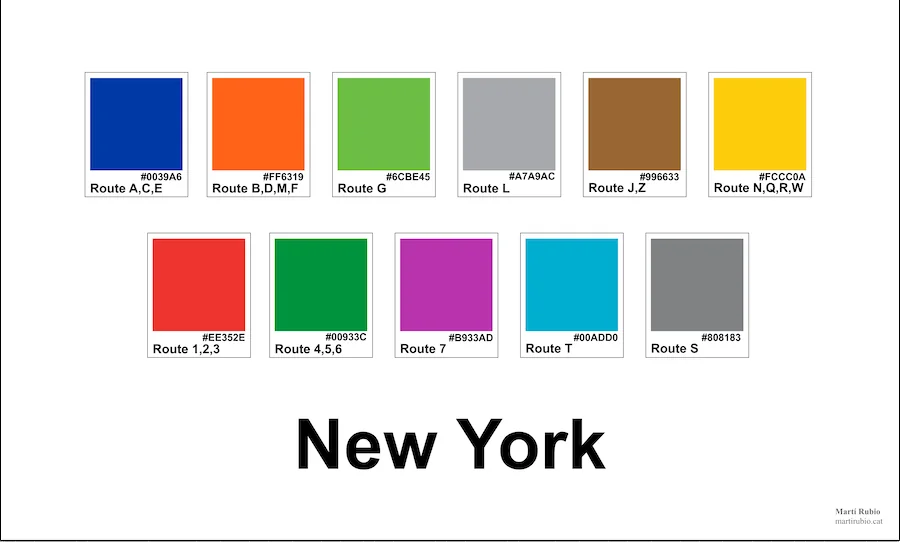 #0039A6
Route A,C,E
#FF6319
Route B,D,M,F
#6CBE45
Route G
#A7A9AC
Route L
#996633
Route J,Z
#FCCC0A
Route N,Q,R,W
#EE352E
Route 1,2,3
#00933C
Route 4,5,6
#B933AD
Route 7
#00ADD0
Route T
#808183
Route S
New York
Martí Rubio
martirubio.cat